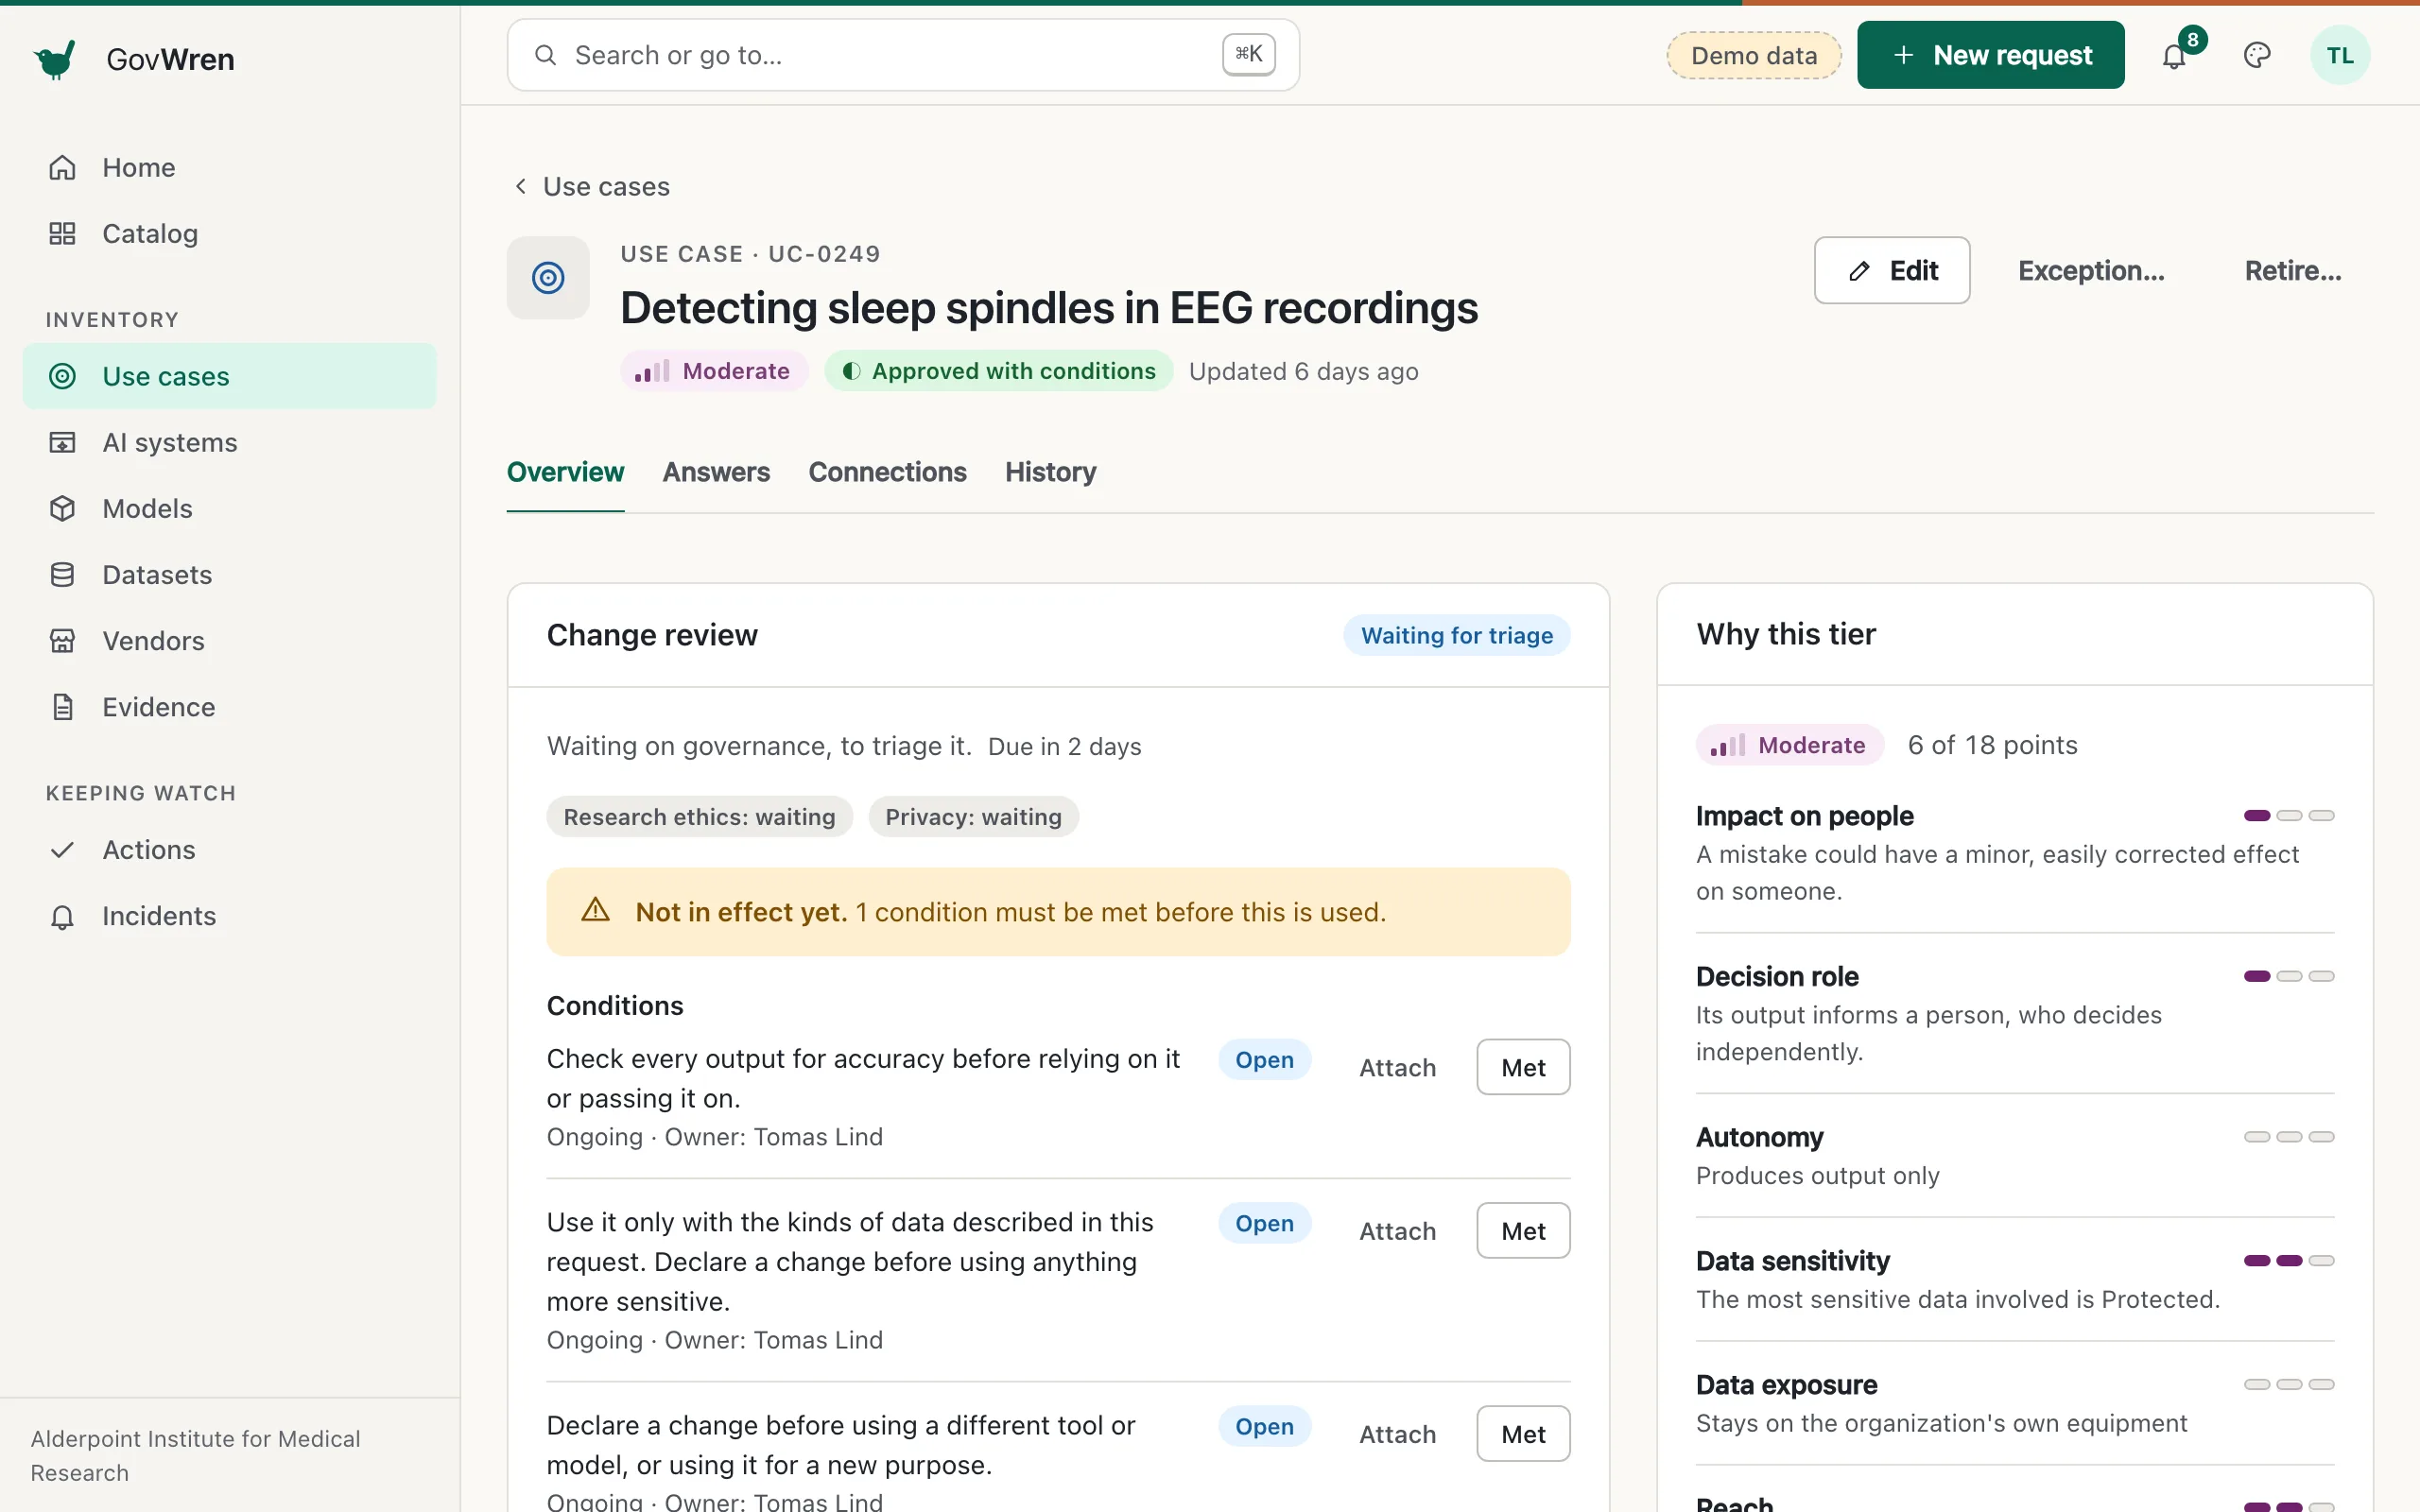 GovWren
Search or go to...
⌘K
Demo data
+ New request
8
TL
Home
Catalog
INVENTORY
Use cases
AI systems
Models
Datasets
Vendors
Evidence
KEEPING WATCH
Actions
Incidents
Alderpoint Institute for Medical
Research
Use cases
USE CASE · UC-0249
Detecting sleep spindles in EEG recordings
Moderate
Approved with conditions
Updated 6 days ago
Edit
Exception...
Retire...
Overview
Answers
Connections
History
Change review
Waiting for triage
Waiting on governance, to triage it. Due in 2 days
Research ethics: waiting
Privacy: waiting
Not in effect yet. 1 condition must be met before this is used.
Conditions
Check every output for accuracy before relying on it
or passing it on.
Ongoing · Owner: Tomas Lind
Open
Attach
Met
Use it only with the kinds of data described in this
request. Declare a change before using anything
more sensitive.
Ongoing · Owner: Tomas Lind
Open
Attach
Met
Declare a change before using a different tool or
model, or using it for a new purpose.
Ongoing · Owner: Tomas Lind
Open
Attach
Met
Why this tier
Moderate
6 of 18 points
Impact on people
A mistake could have a minor, easily corrected effect
on someone.
Decision role
Its output informs a person, who decides
independently.
Autonomy
Produces output only
Data sensitivity
The most sensitive data involved is Protected.
Data exposure
Stays on the organization's own equipment
Reach